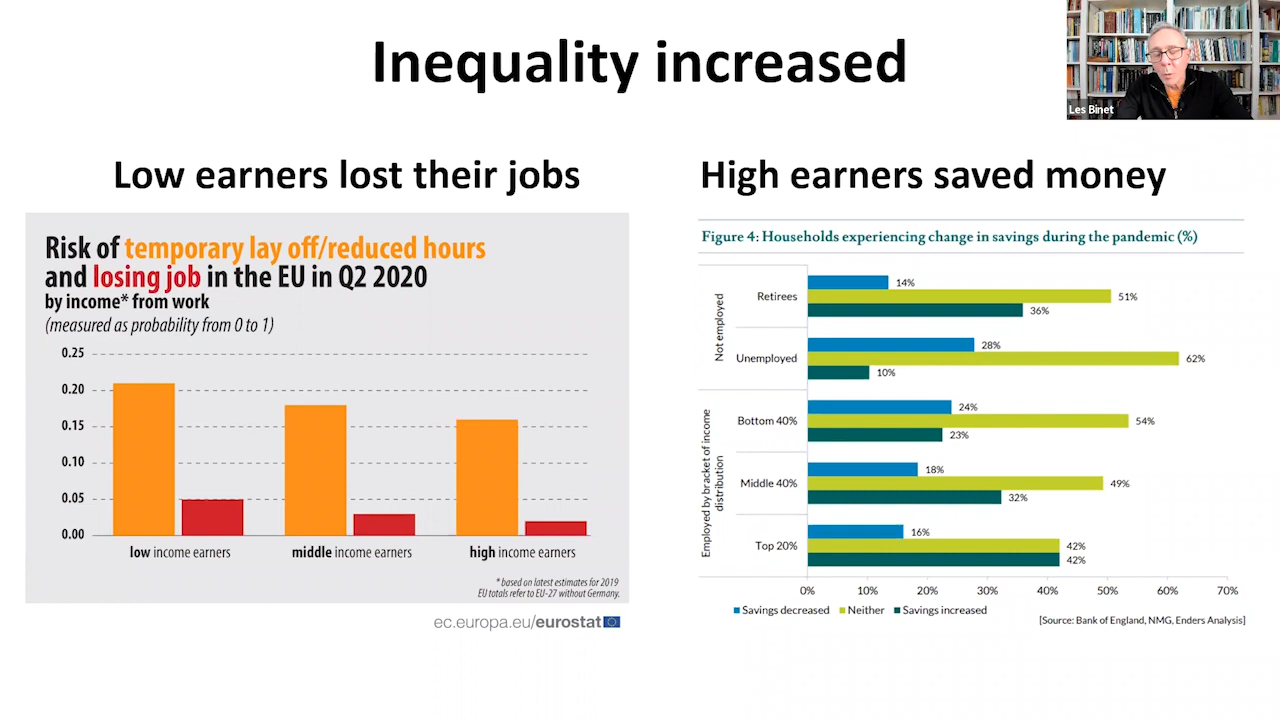 Inequality increased
Les Binet
Low earners lost their jobs
Risk of temporary lay off/reduced hours
and losing job in the EU in Q2 2020
by income* from work
(measured as probability from 0 to 1)
0.25
0.20
0.15
0.10
0.05
0.00
low income earners
middle income earners
high income earners
* based on latest estimates for 2019
EU totals refer to EU-27 without Germany.
ec.europa.eu/eurostat
High earners saved money
Figure 4: Households experiencing change in savings during the pandemic (%)
Not employed
Retirees
14%
51%
36%
Unemployed
28%
62%
10%
Employed by bracket of income
distribution
Bottom 40%
24%
54%
23%
Middle 40%
18%
49%
32%
Top 20%
16%
42%
42%
0%
10%
20%
30%
40%
50%
60%
70%
Savings decreased
Neither
Savings increased
[Source: Bank of England, NMG, Enders Analysis]